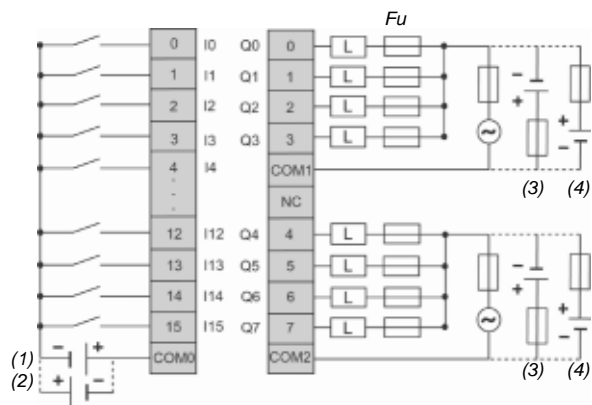 Fu
0 I0 Q0 0 L
1 I1 Q1 1 L
2 I2 Q2 2 L
3 I3 Q3 3 L
4 I4 COM1
NC
(3) (4)
12 I12 Q4 4 L
13 I13 Q5 5 L
14 I14 Q6 6 L
15 I15 Q7 7 L
(1) - + COM0 COM2
(2) + -
(3) (4)